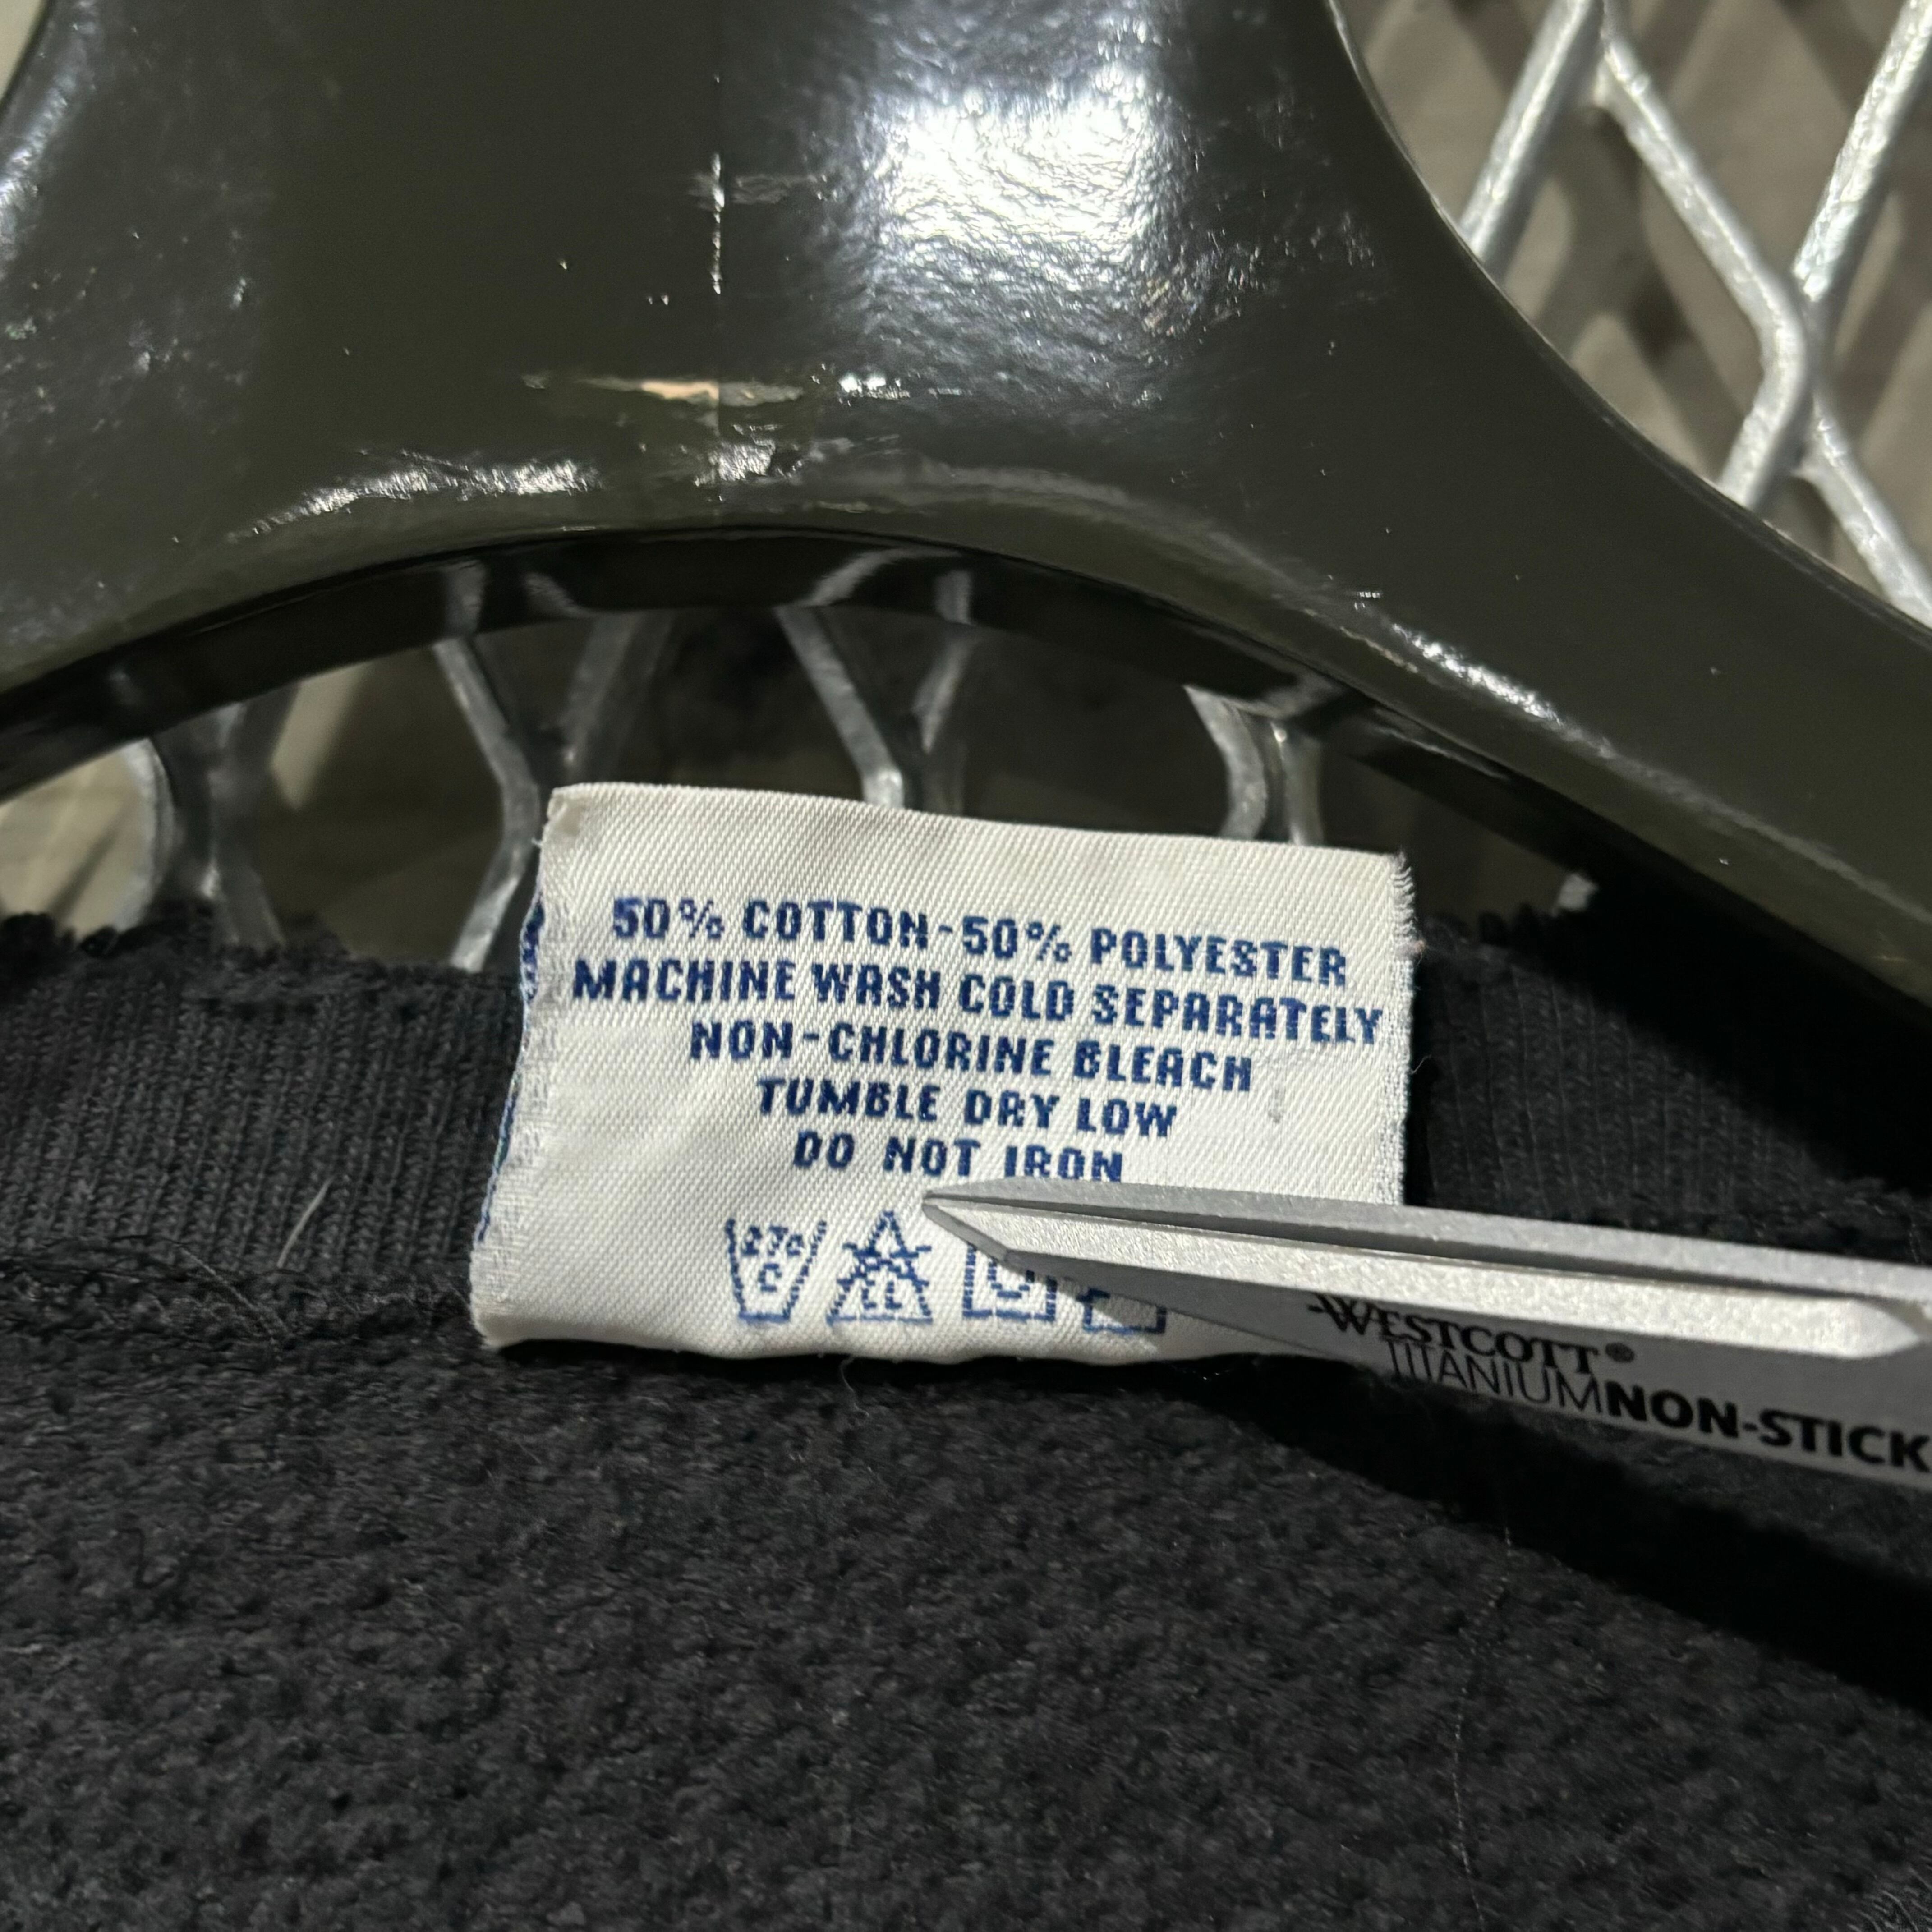 50% COTTON-50% POLYESTER
MACHINE WASH COLD SEPARATELY
NON-CHLORINE BLEACH
TUMBLE DRY LOW
DO NOT IRON
CL
WESTCOTT®
TITANIUMNON-STICK